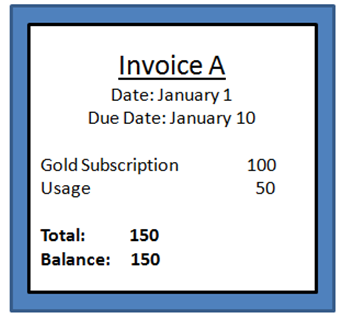 Invoice A
Date: January 1
Due Date: January 10
Gold Subscription 100
Usage 50
Total: 150
Balance: 150